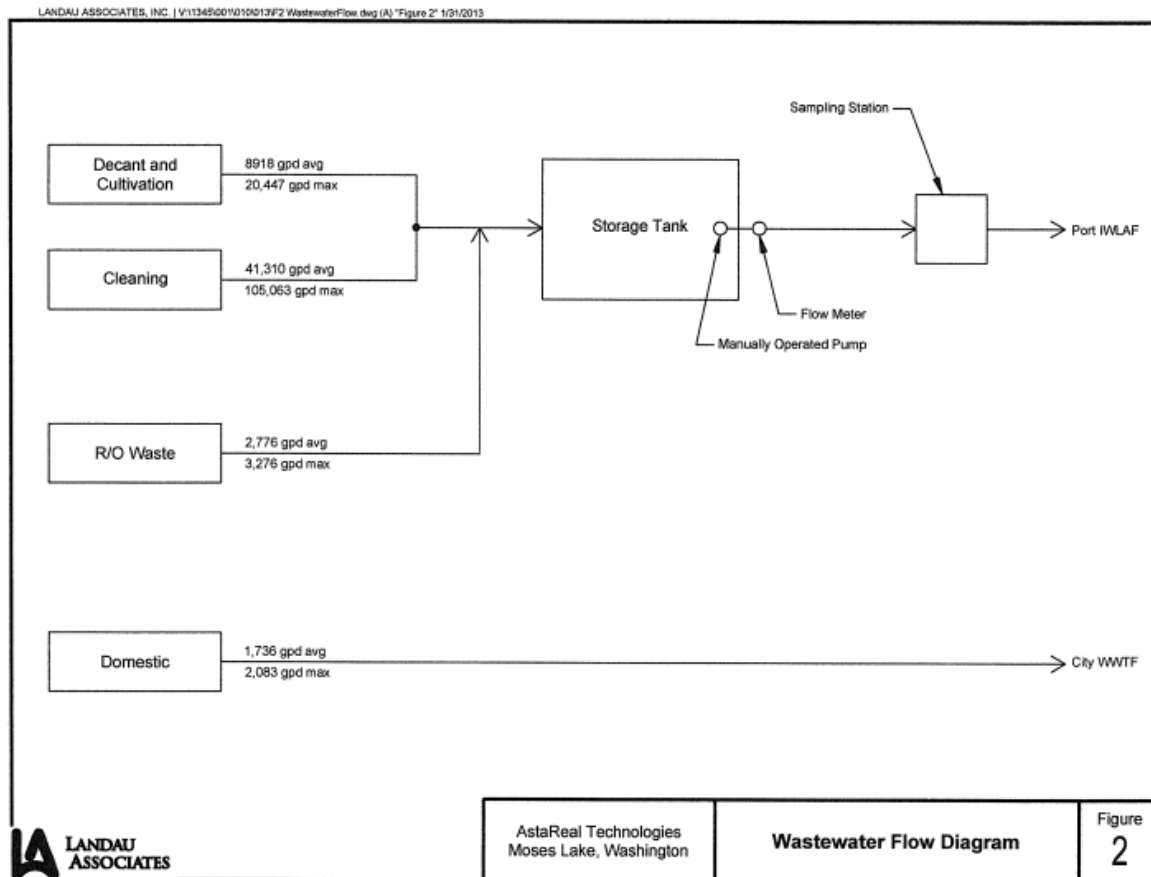 LANDAU ASSOCIATES, INC. | V:\1345\001\010\013\F2 WastewaterFlow.dwg (A) "Figure 2" 1/31/2013
Sampling Station
Decant and
Cultivation
8918 gpd avg
20,447 gpd max
Storage Tank
Port IWLAF
Cleaning
41,310 gpd avg
105,063 gpd max
Flow Meter
Manually Operated Pump
R/O Waste
2,776 gpd avg
3,276 gpd max
Domestic
1,736 gpd avg
2,083 gpd max
City WWTF
LA
LANDAU
ASSOCIATES
AstaReal Technologies
Moses Lake, Washington
Wastewater Flow Diagram
Figure
2